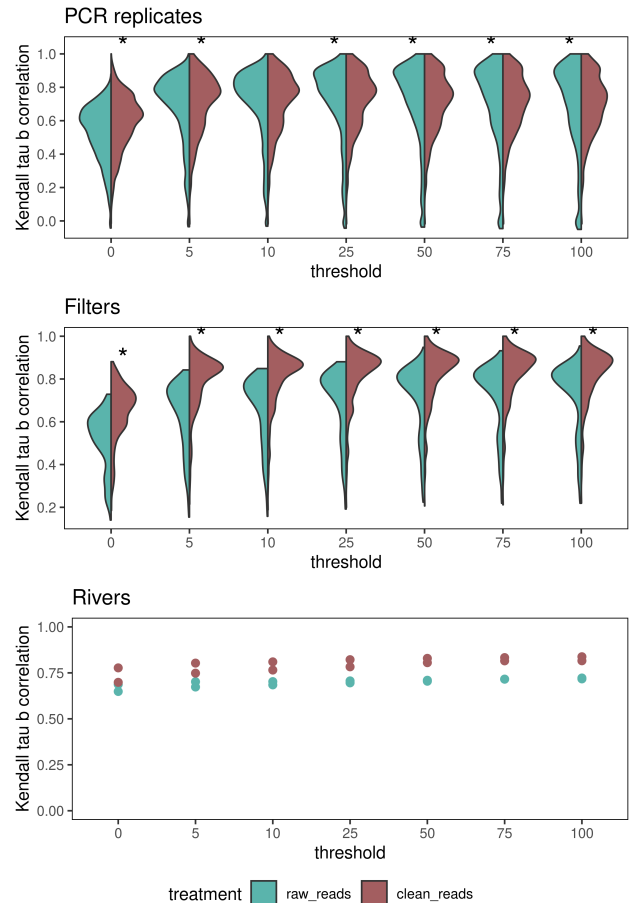 PCR replicates
* * * * * *
Kendall tau b correlation
1.0
0.8
0.6
0.4
0.2
0.0
0 5 10 25 50 75 100
threshold
Filters
* * * * * * *
Kendall tau b correlation
1.0
0.8
0.6
0.4
0.2
0 5 10 25 50 75 100
threshold
Rivers
Kendall tau b correlation
1.00
0.75
0.50
0.25
0.00
0 5 10 25 50 75 100
threshold
treatment raw_reads clean_reads